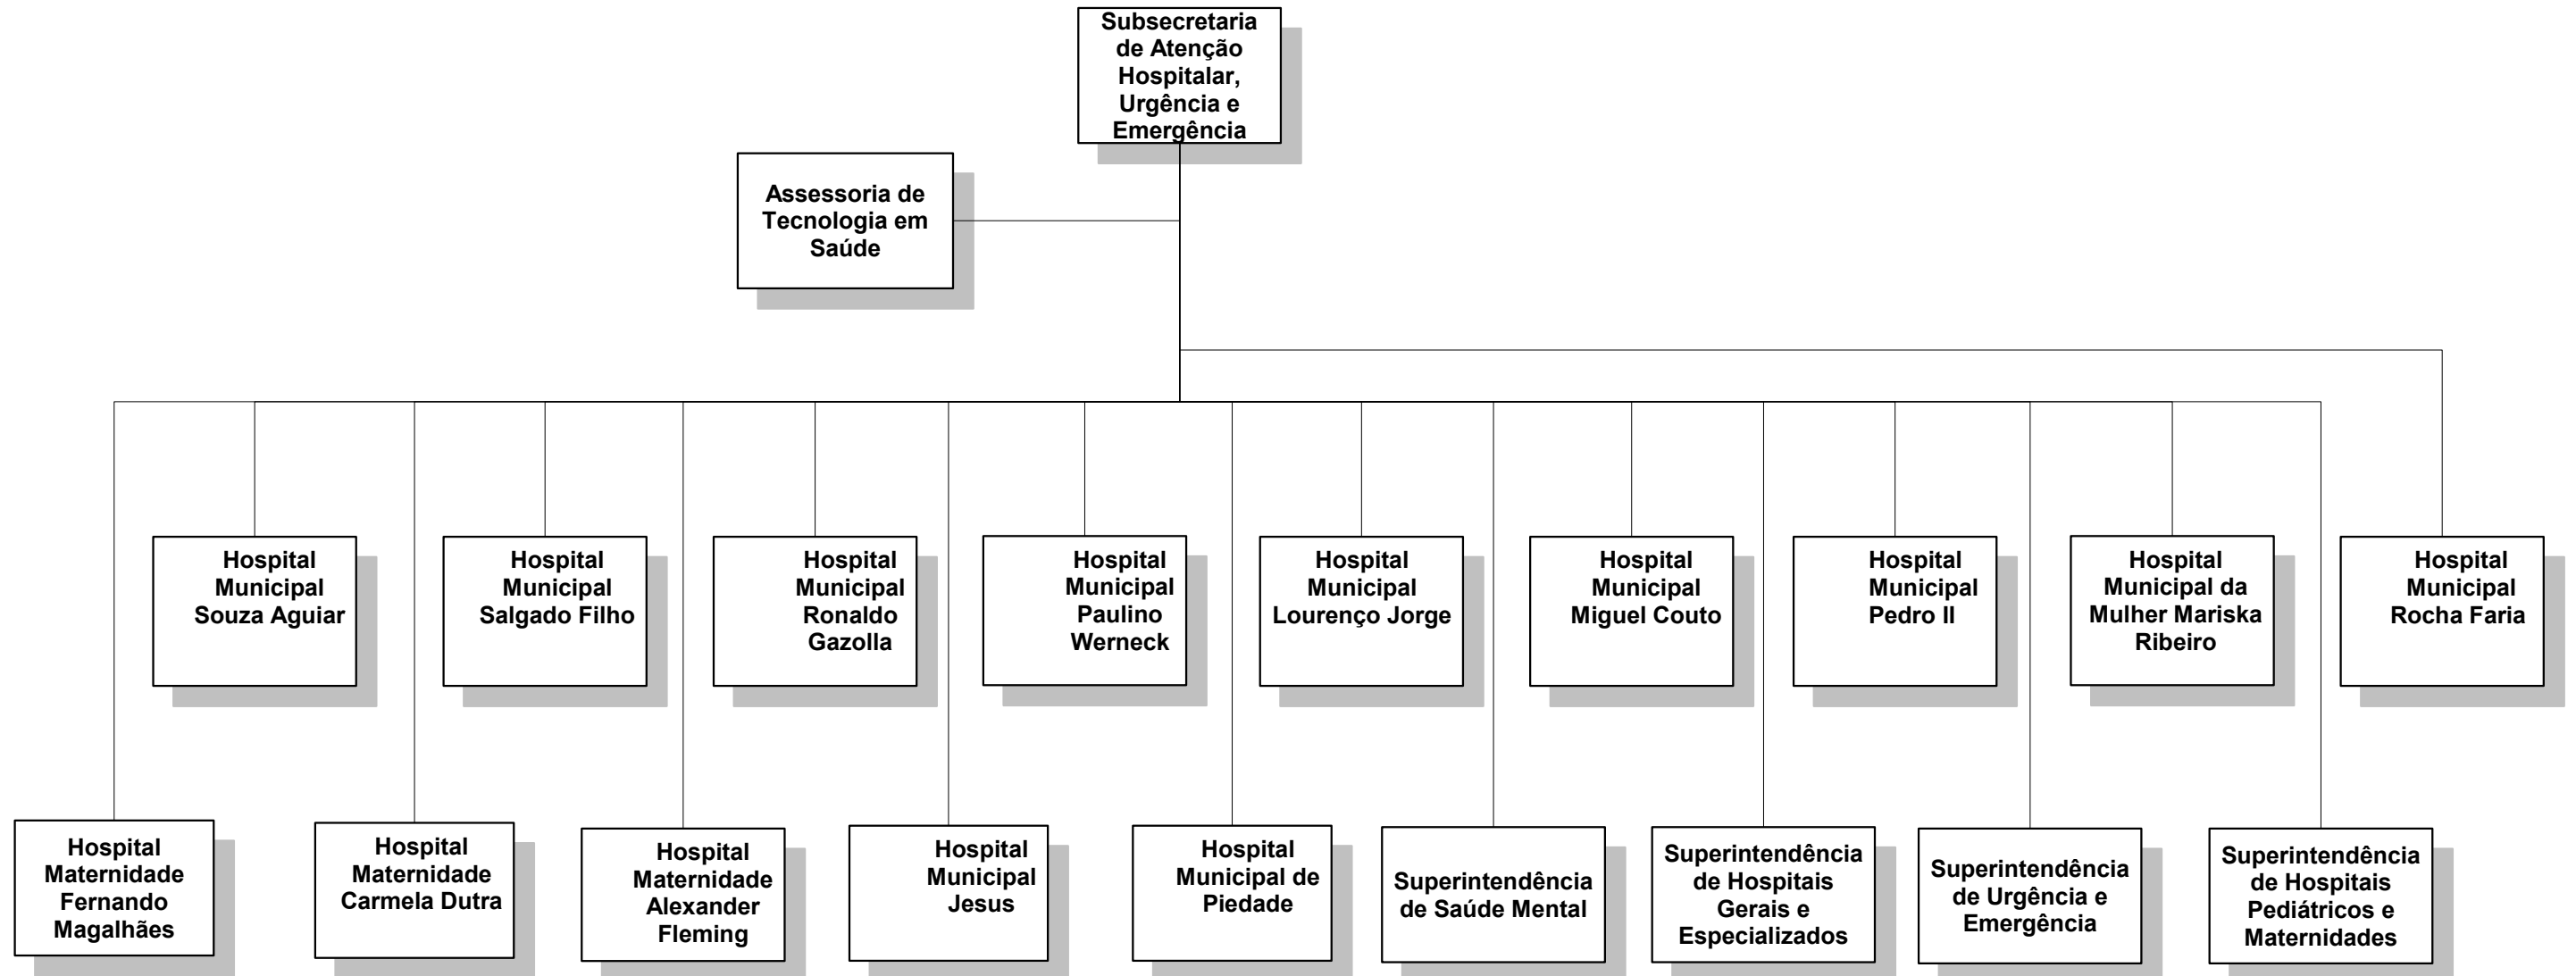 Subsecretaria
de Atenção
Hospitalar,
Urgência e
Emergência
Assessoria de
Tecnologia em
Saúde
Hospital
Municipal
Souza Aguiar
Hospital
Municipal
Salgado Filho
Hospital
Municipal
Ronaldo
Gazolla
Hospital
Municipal
Paulino
Werneck
Hospital
Municipal
Lourenço Jorge
Hospital
Municipal
Miguel Couto
Hospital
Municipal
Pedro II
Hospital
Municipal da
Mulher Mariska
Ribeiro
Hospital
Municipal
Rocha Faria
Hospital
Maternidade
Fernando
Magalhães
Hospital
Maternidade
Carmela Dutra
Hospital
Maternidade
Alexander
Fleming
Hospital
Municipal
Jesus
Hospital
Municipal de
Piedade
Superintendência
de Saúde Mental
Superintendência
de Hospitais
Gerais e
Especializados
Superintendência
de Urgência e
Emergência
Superintendência
de Hospitais
Pediátricos e
Maternidades